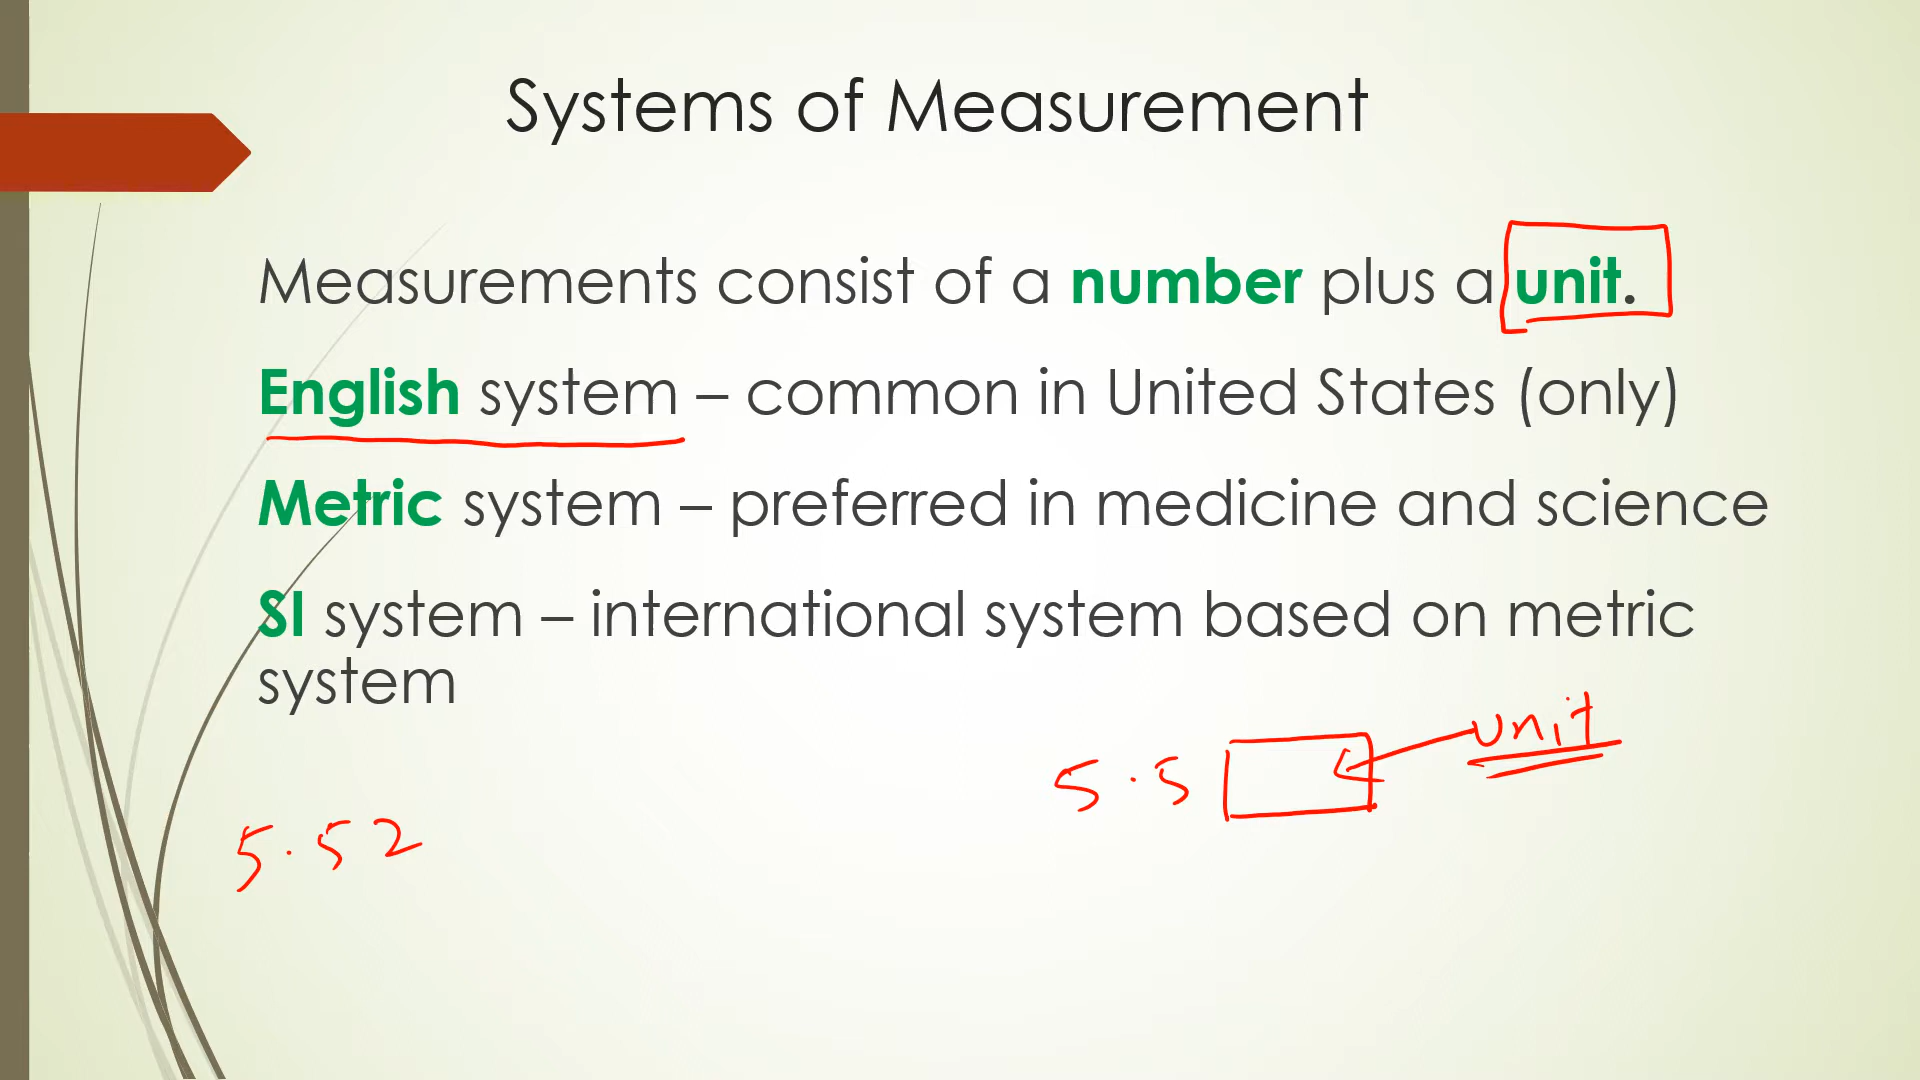 Systems of Measurement
Measurements consist of a number plus a unit.
English system – common in United States (only)
Metric system – preferred in medicine and science
SI system – international system based on metric
system
unit
5.5
5.52